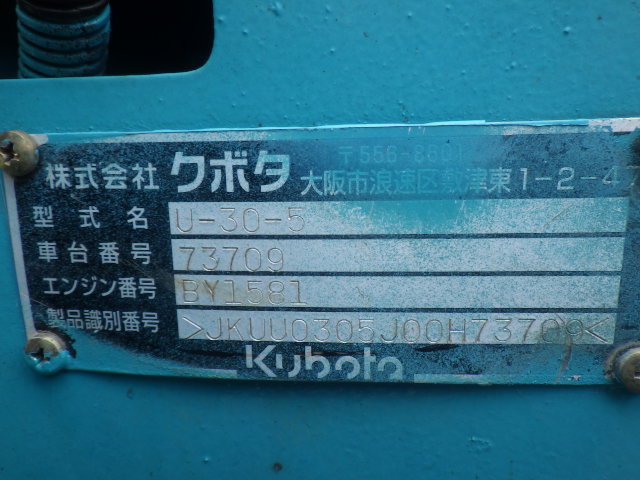 〒556-86
株式会社 クボタ 大阪市浪速区敷津東1-2-47
型式名 U-30-5
車台番号 73709
エンジン番号 BY1581
製品識別番号 >JKUU0305J00H73709<
Kubota